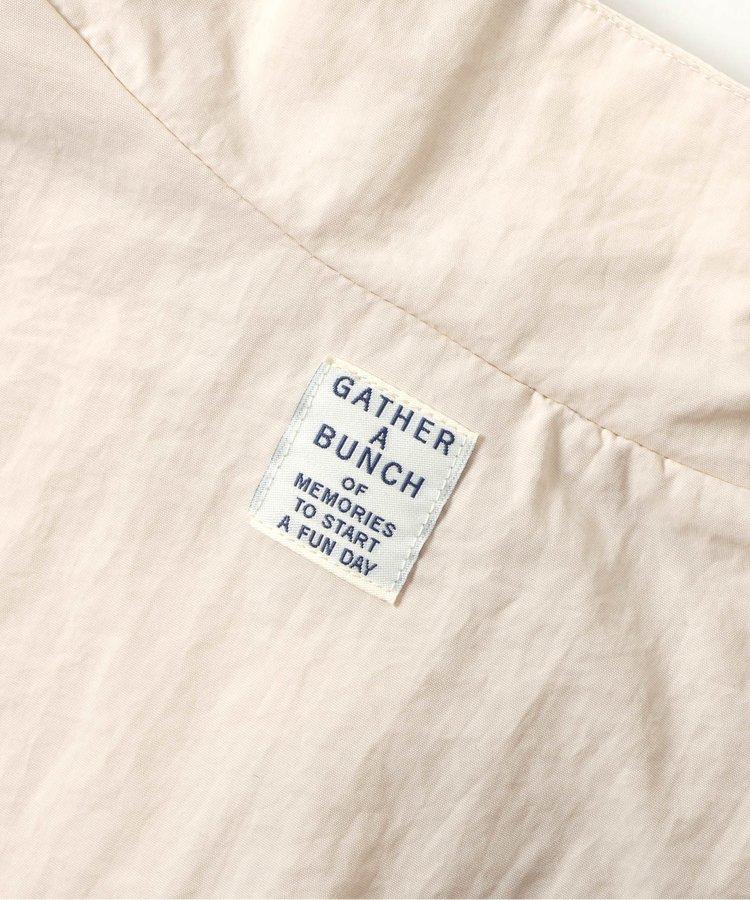 GATHER
A
BUNCH
OF
MEMORIES
TO START
A FUN DAY